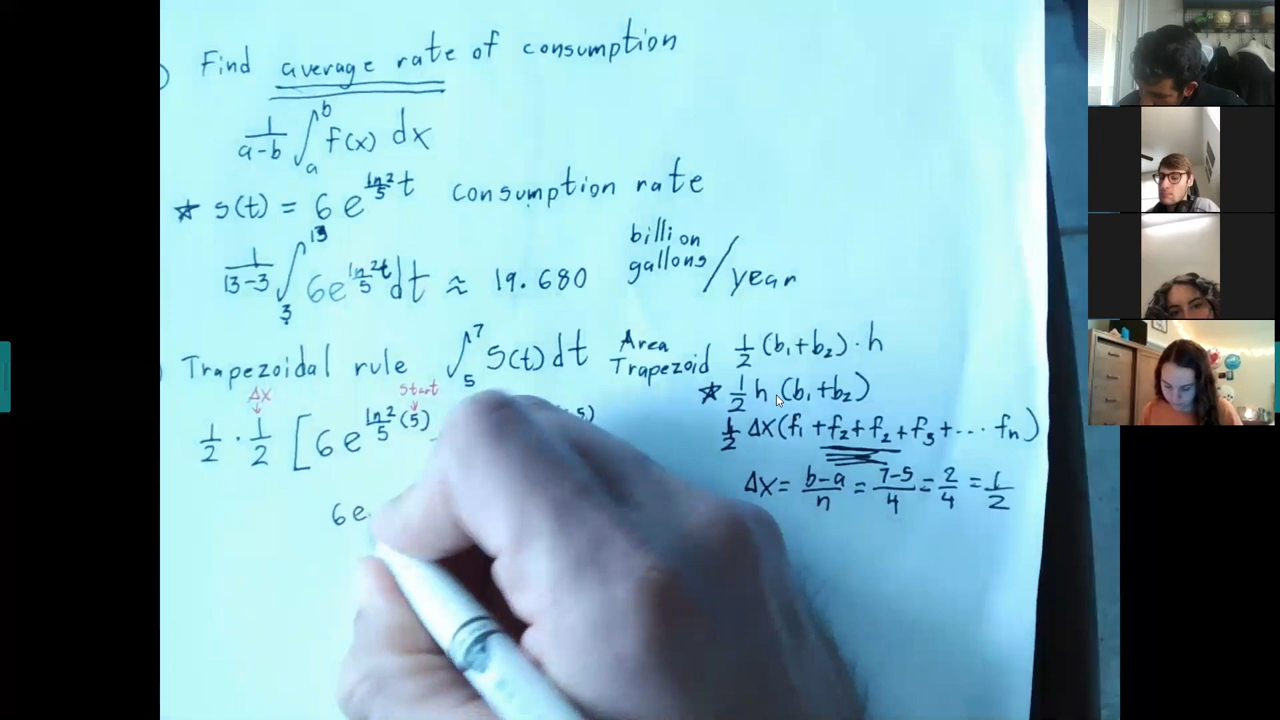 ) Find average rate of consumption
1/(a-b) ∫_a^b f(x) dx
★ s(t) = 6e^(ln2/5 t) consumption rate
1/(13-3) ∫_3^13 6e^(ln2/5 t) dt ≈ 19.680 billion gallons/year
) Trapezoidal rule ∫_5^7 S(t) dt Area Trapezoid 1/2 (b₁+b₂)·h
★ 1/2 h (b₁+b₂)
Δx start
1/2 · 1/2 [6e^(ln2/5 (5))
1/2 Δx(f₁+f₂+f₂+f₃+... fₙ)
Δx = (b-a)/n = (7-5)/4 = 2/4 = 1/2
6e